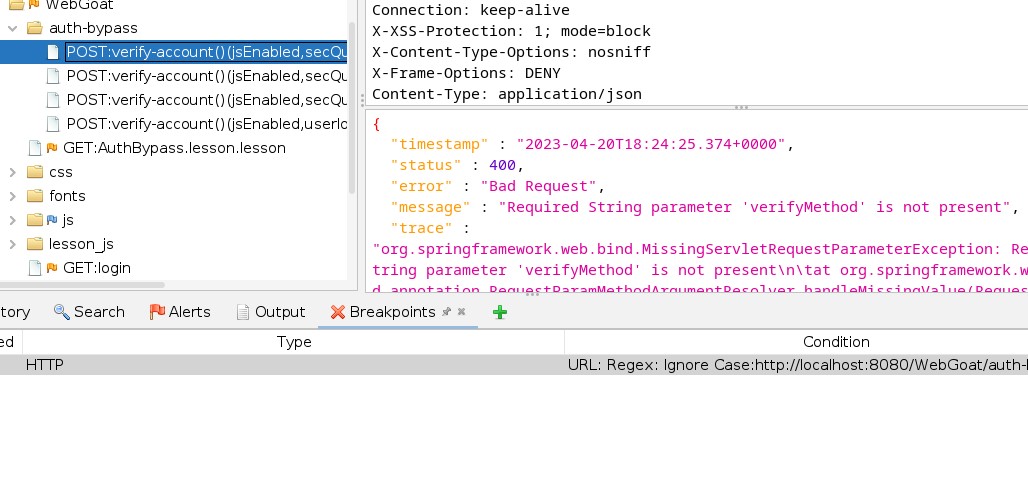 WebGoat
auth-bypass
POST:verify-account()(jsEnabled,secQu
POST:verify-account()(jsEnabled,secQu
POST:verify-account()(jsEnabled,secQu
POST:verify-account()(jsEnabled,userId
GET:AuthBypass.lesson.lesson
css
fonts
js
lesson_js
GET:login
Connection: keep-alive
X-XSS-Protection: 1; mode=block
X-Content-Type-Options: nosniff
X-Frame-Options: DENY
Content-Type: application/json
{
"timestamp" : "2023-04-20T18:24:25.374+0000",
"status" : 400,
"error" : "Bad Request",
"message" : "Required String parameter 'verifyMethod' is not present",
"trace" :
"org.springframework.web.bind.MissingServletRequestParameterException: Re
tring parameter 'verifyMethod' is not present\n\tat org.springframework.w
d.annotation.RequestParamMethodArgumentResolver.handleMissingValue(Reques
tory Search Alerts Output Breakpoints
ed Type Condition
HTTP URL: Regex: Ignore Case:http://localhost:8080/WebGoat/auth-